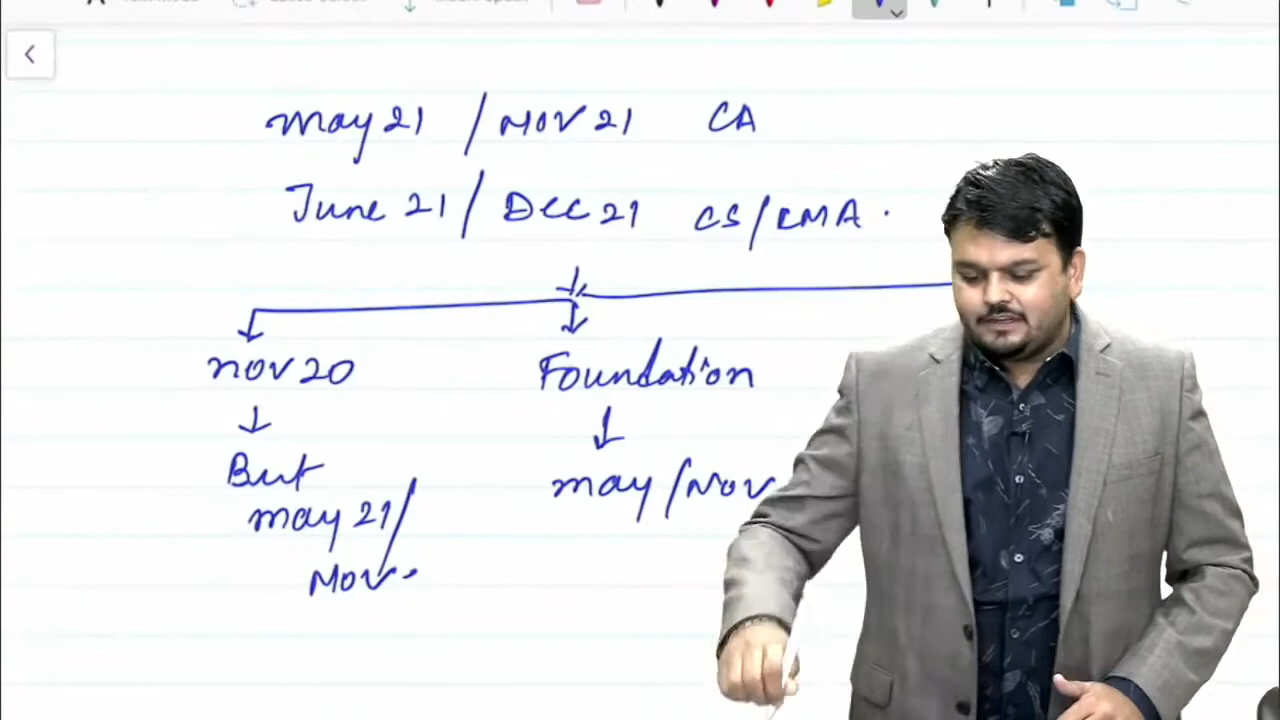 May 21 / Nov 21 CA
June 21 / Dec 21 CS/CMA.
Nov 20
Foundation
But
May 21/
Nov.
May/Nov